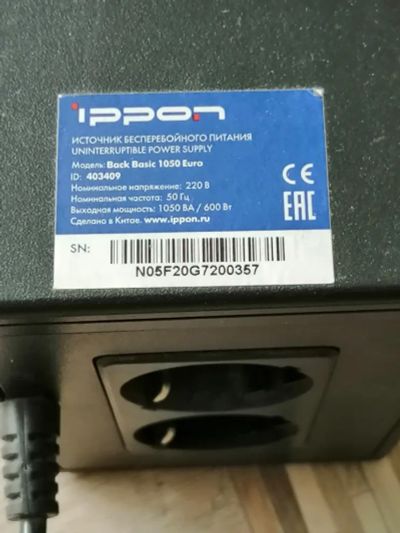 ippon
ИСТОЧНИК БЕСПЕРЕБОЙНОГО ПИТАНИЯ
UNINTERRUPTIBLE POWER SUPPLY
Модель: Back Basic 1050 Euro
ID: 403409
Номинальное напряжение: 220 В
Номинальная частота: 50 Гц
Выходная мощность: 1050 ВА / 600 Вт
Сделано в Китае. www.ippon.ru
CE
EAC
SN:
N05F20G7200357